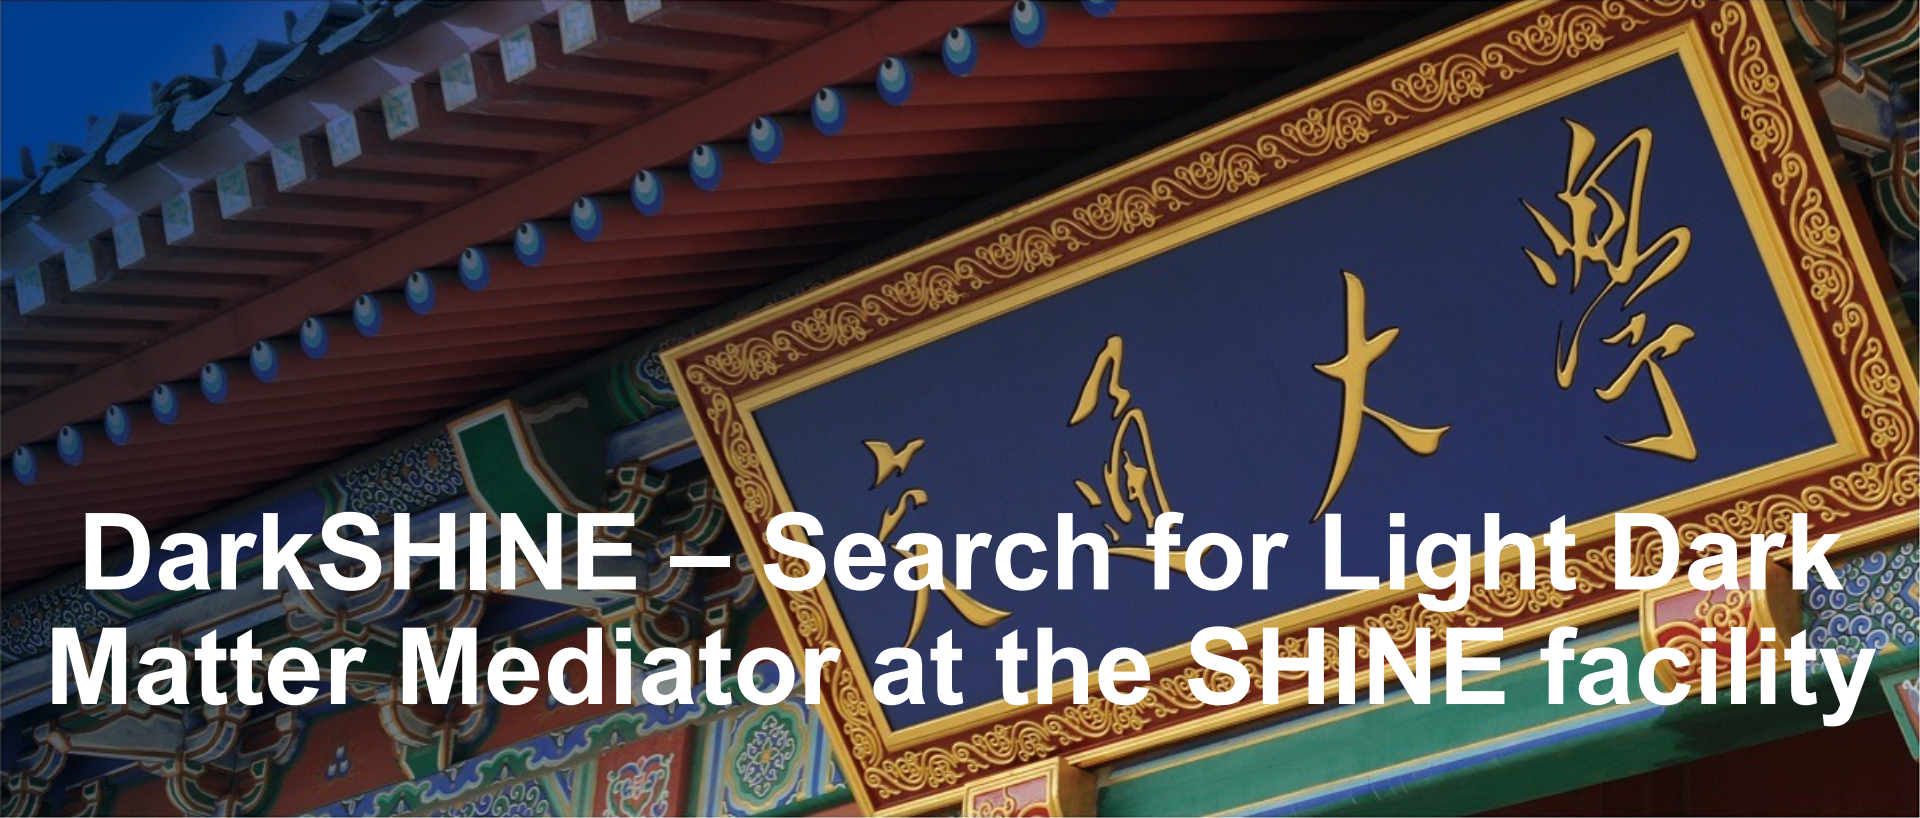 交通大學
DarkSHINE – Search for Light Dark
Matter Mediator at the SHINE facility